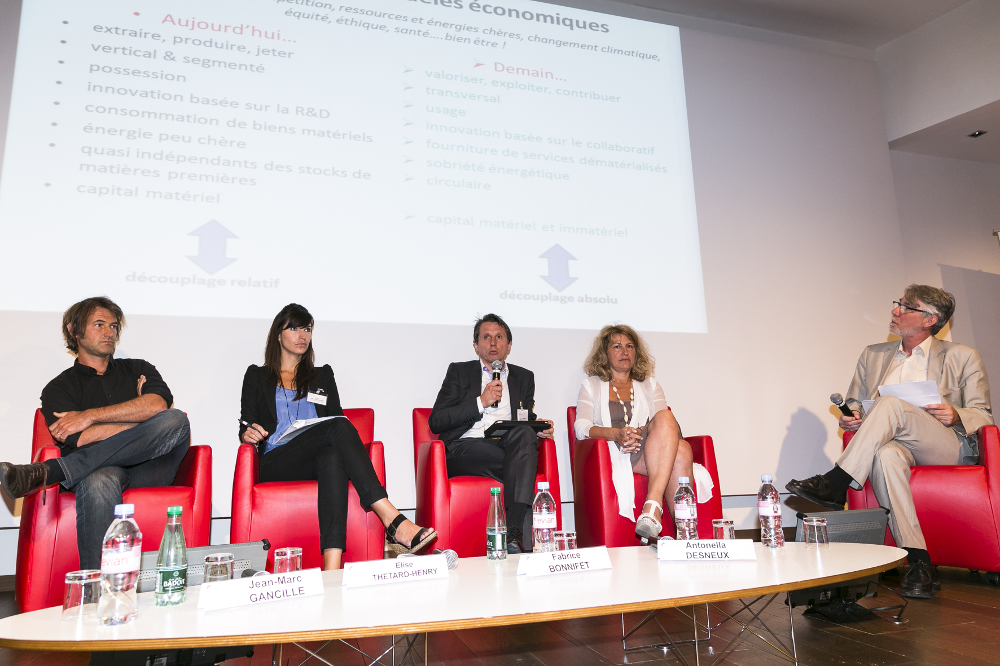 économiques
ressources et énergies chères, changement climatique,
équité, éthique, santé....bien être !
• Aujourd'hui...
• extraire, produire, jeter
• vertical & segmenté
• possession
• innovation basée sur la R&D
• consommation de biens matériels
• énergie peu chère
• quasi indépendants des stocks de
matières premières
• capital matériel
découplage relatif
➢ Demain...
➢ valoriser, exploiter, contribuer
➢ transversal
➢ usage
➢ innovation basée sur le collaboratif
➢ fourniture de services dématérialisés
➢ sobriété énergétique
➢ circulaire
➢ capital matériel et immatériel
découplage absolu
evian
BADOIT
Jean-Marc
GANCILLE
Elise
THETARD-HENRY
evian
Fabrice
BONNIFET
Antonella
DESNEUX